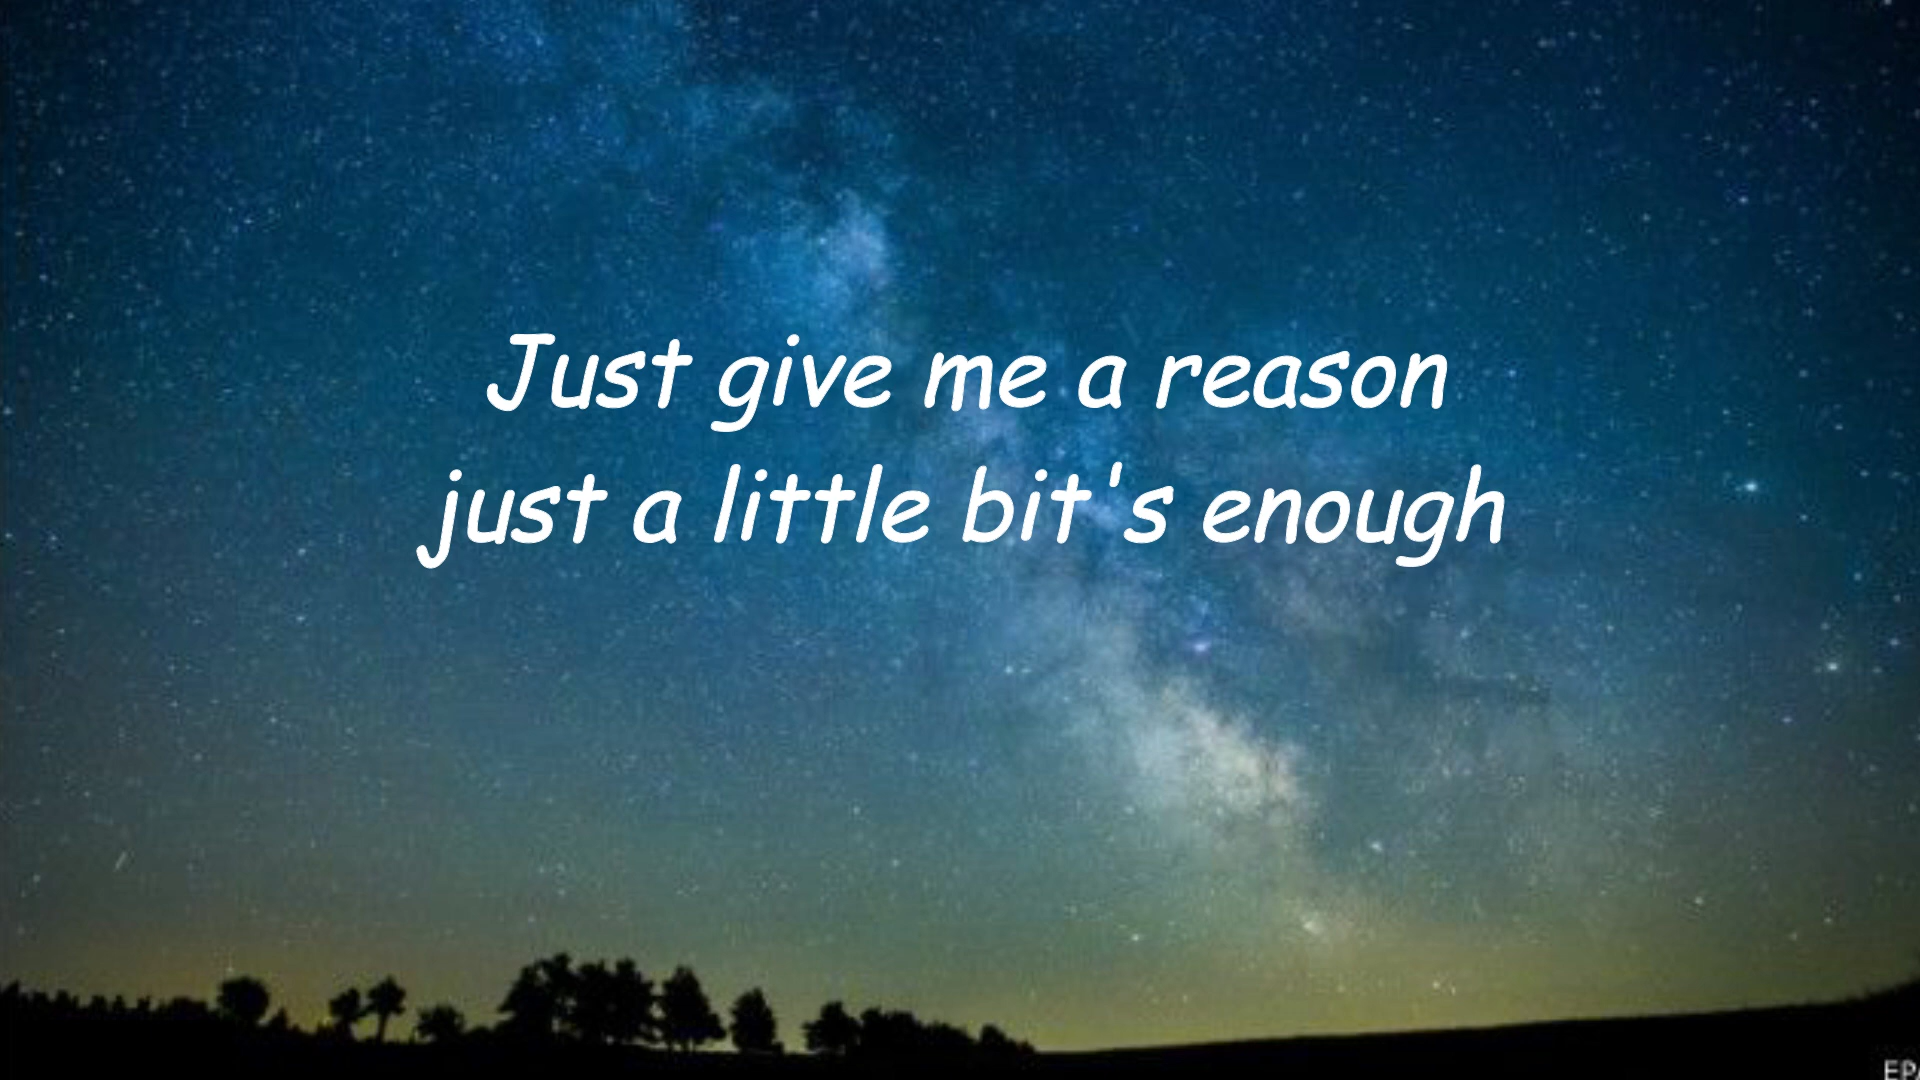 Just give me a reason
just a little bit's enough